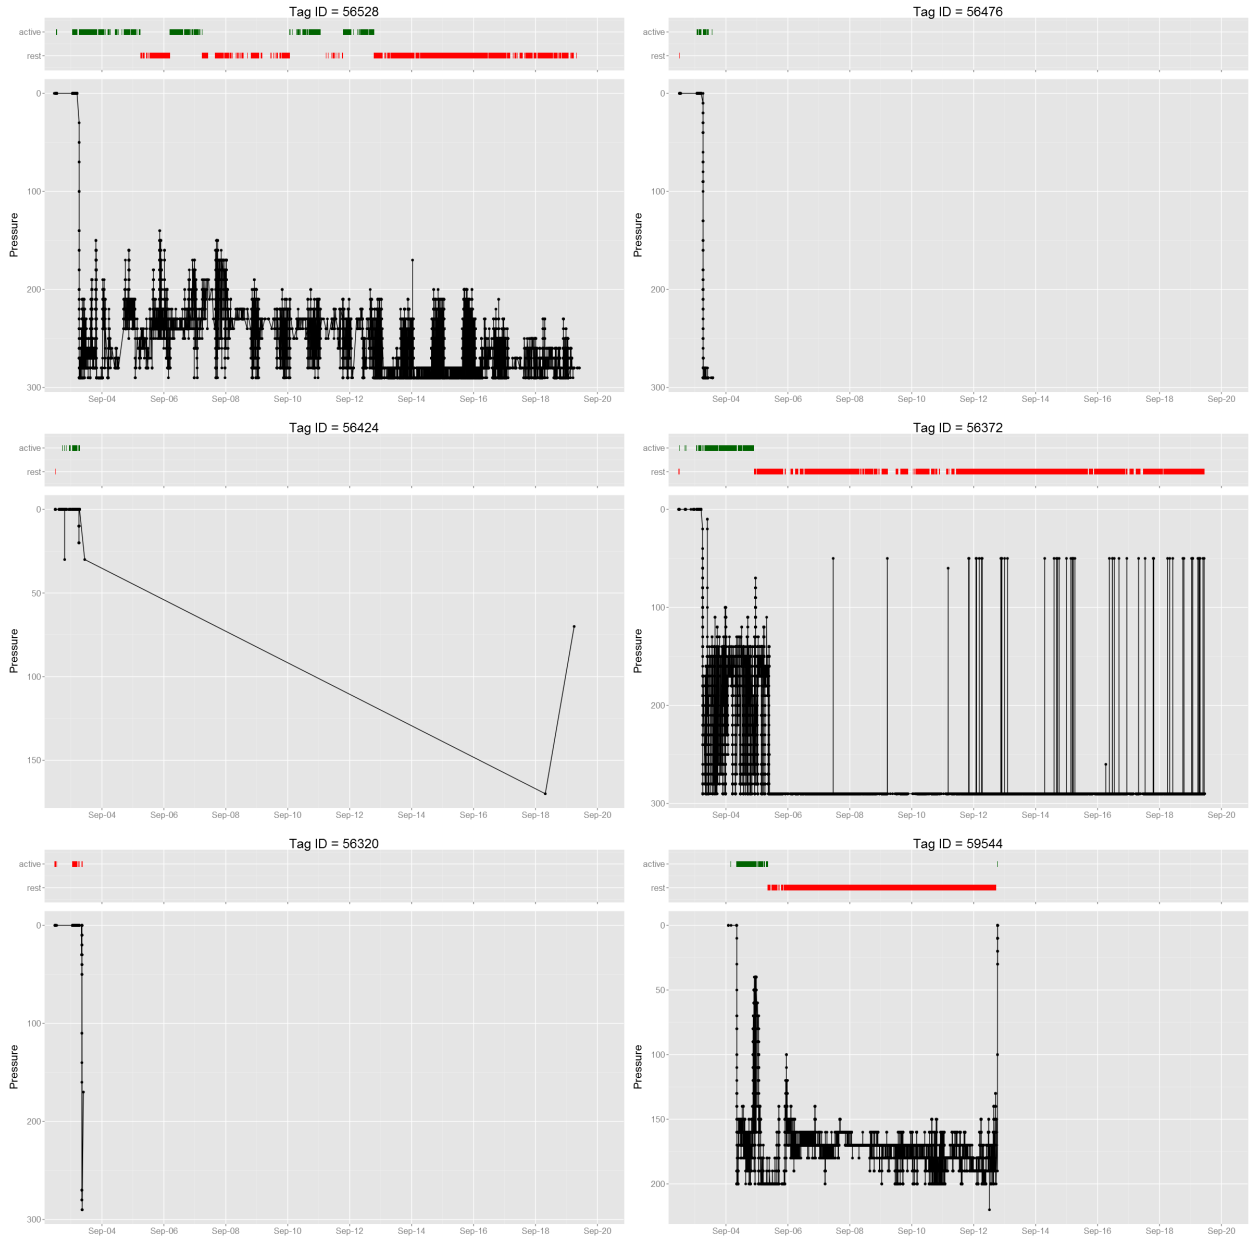 Tag ID = 56528
active
rest
0
100
200
300
Pressure
Sep-04 Sep-06 Sep-08 Sep-10 Sep-12 Sep-14 Sep-16 Sep-18 Sep-20
Tag ID = 56476
active
rest
0
100
200
300
Pressure
Sep-04 Sep-06 Sep-08 Sep-10 Sep-12 Sep-14 Sep-16 Sep-18 Sep-20
Tag ID = 56424
active
rest
0
50
100
150
Pressure
Sep-04 Sep-06 Sep-08 Sep-10 Sep-12 Sep-14 Sep-16 Sep-18 Sep-20
Tag ID = 56372
active
rest
0
100
200
300
Pressure
Sep-04 Sep-06 Sep-08 Sep-10 Sep-12 Sep-14 Sep-16 Sep-18 Sep-20
Tag ID = 56320
active
rest
0
100
200
300
Pressure
Sep-04 Sep-06 Sep-08 Sep-10 Sep-12 Sep-14 Sep-16 Sep-18 Sep-20
Tag ID = 59544
active
rest
0
50
100
150
200
Pressure
Sep-04 Sep-06 Sep-08 Sep-10 Sep-12 Sep-14 Sep-16 Sep-18 Sep-20